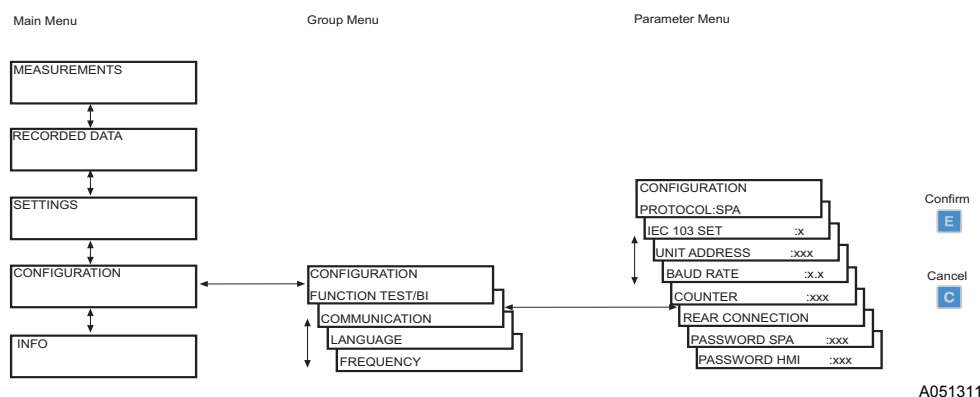 Main Menu
Group Menu
Parameter Menu
MEASUREMENTS
RECORDED DATA
SETTINGS
CONFIGURATION
INFO
CONFIGURATION
FUNCTION TEST/BI
COMMUNICATION
LANGUAGE
FREQUENCY
CONFIGURATION
PROTOCOL:SPA
IEC 103 SET :x
UNIT ADDRESS :xxx
BAUD RATE :x.x
COUNTER :xxx
REAR CONNECTION
PASSWORD SPA :xxx
PASSWORD HMI :xxx
Confirm
E
Cancel
C
A051311